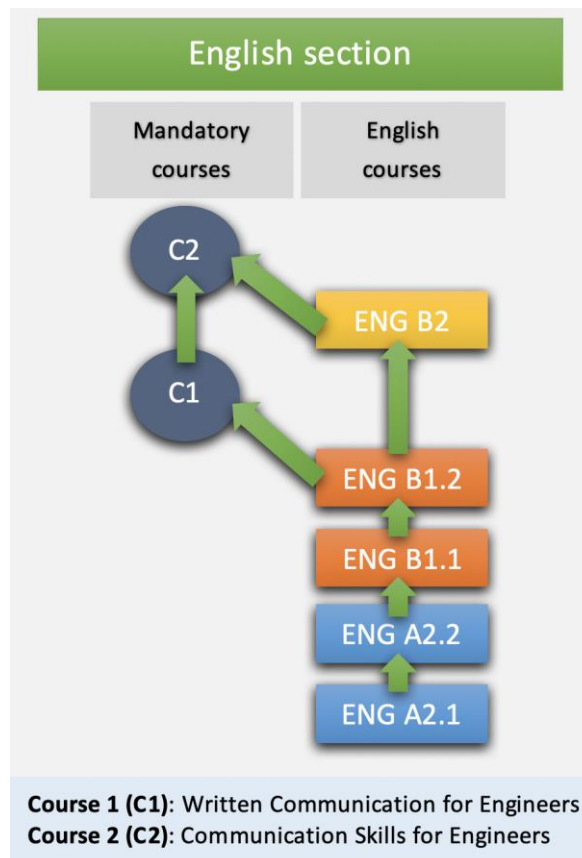 English section
Mandatory
courses
English
courses
C2
ENG B2
C1
ENG B1.2
ENG B1.1
ENG A2.2
ENG A2.1
Course 1 (C1): Written Communication for Engineers
Course 2 (C2): Communication Skills for Engineers